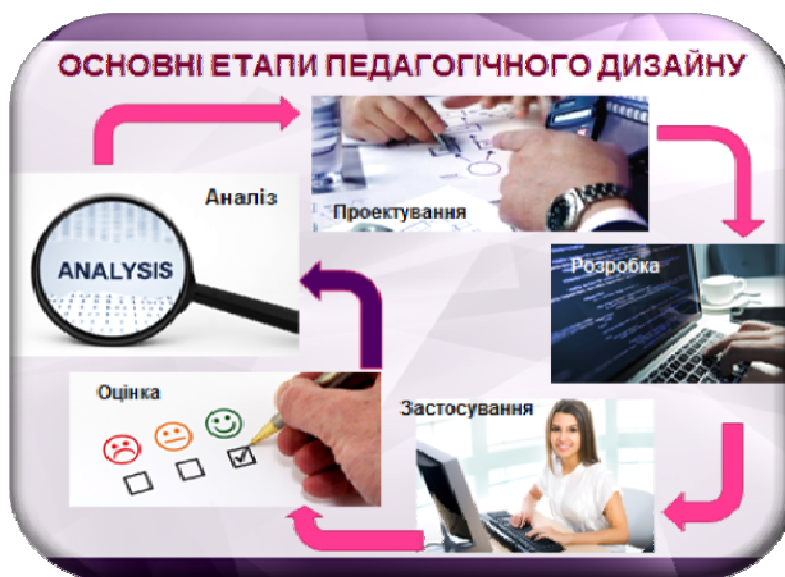 ОСНОВНІ ЕТАПИ ПЕДАГОГІЧНОГО ДИЗАЙНУ
Аналіз
ANALYSIS
Проектування
Розробка
Застосування
Оцінка